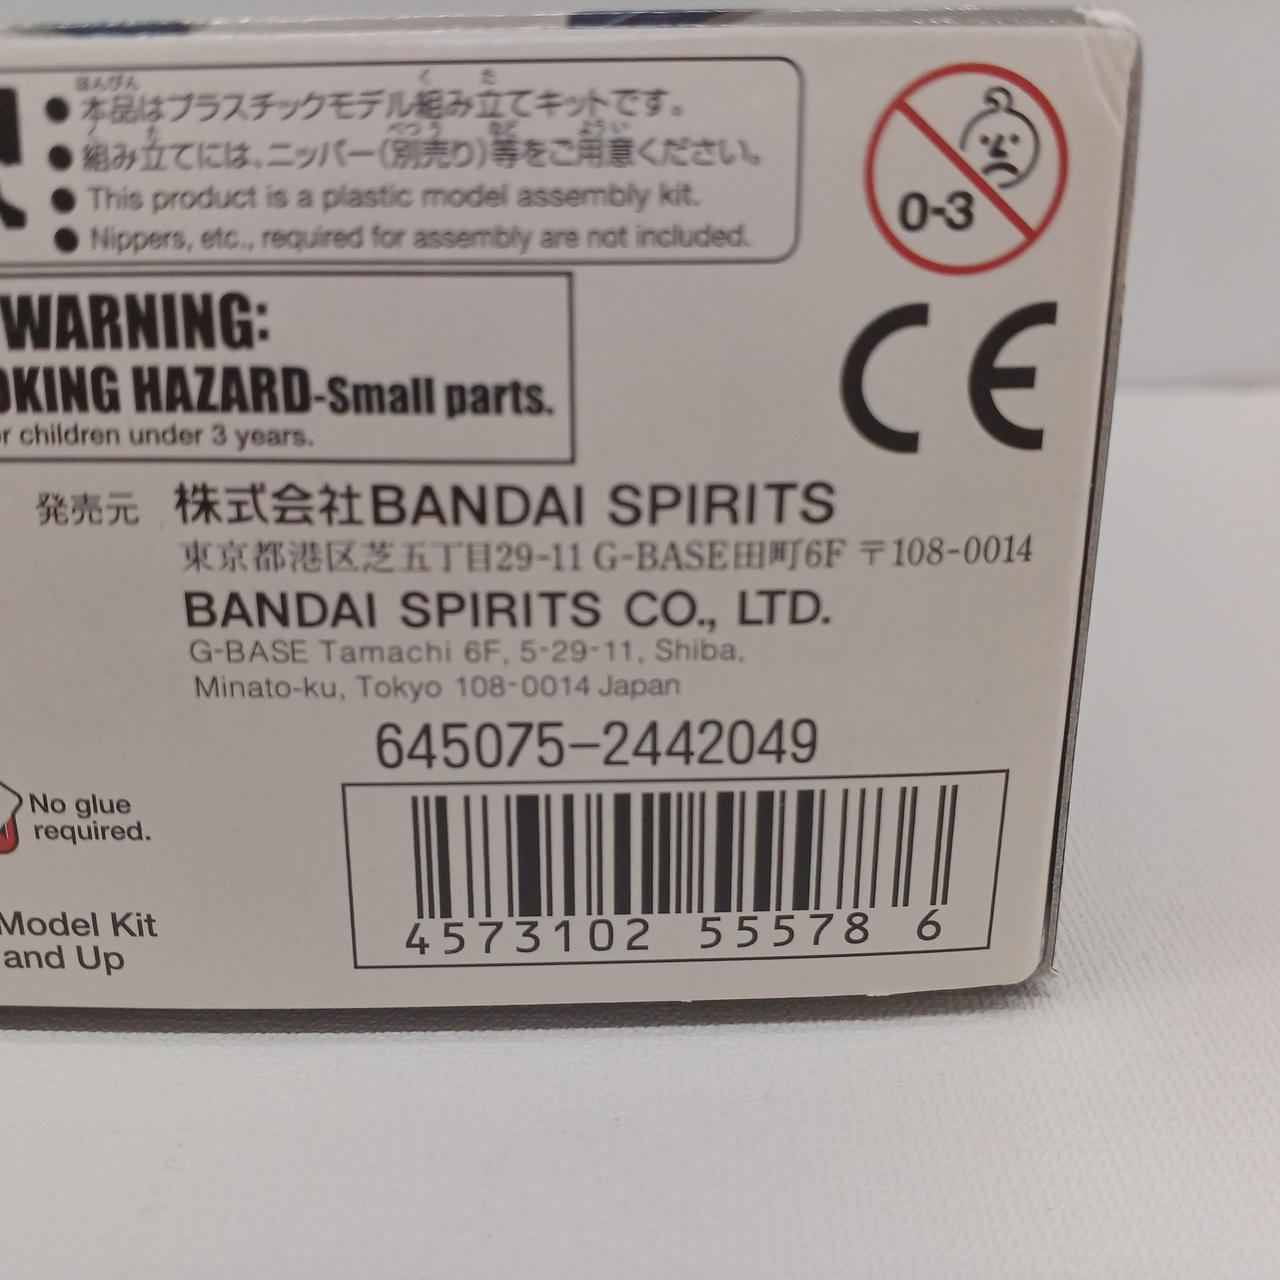 ● 本品はプラスチックモデル組み立てキットです。
● 組み立てには、ニッパー(別売り)等をご用意ください。
● This product is a plastic model assembly kit.
● Nippers, etc., required for assembly are not included.
0-3
WARNING:
OKING HAZARD-Small parts.
r children under 3 years.
CE
発売元 株式会社BANDAI SPIRITS
東京都港区芝五丁目29-11 G-BASE田町6F 〒108-0014
BANDAI SPIRITS CO., LTD.
G-BASE Tamachi 6F, 5-29-11, Shiba,
Minato-ku, Tokyo 108-0014 Japan
645075-2442049
No glue
required.
Model Kit
and Up
4573102 55578 6